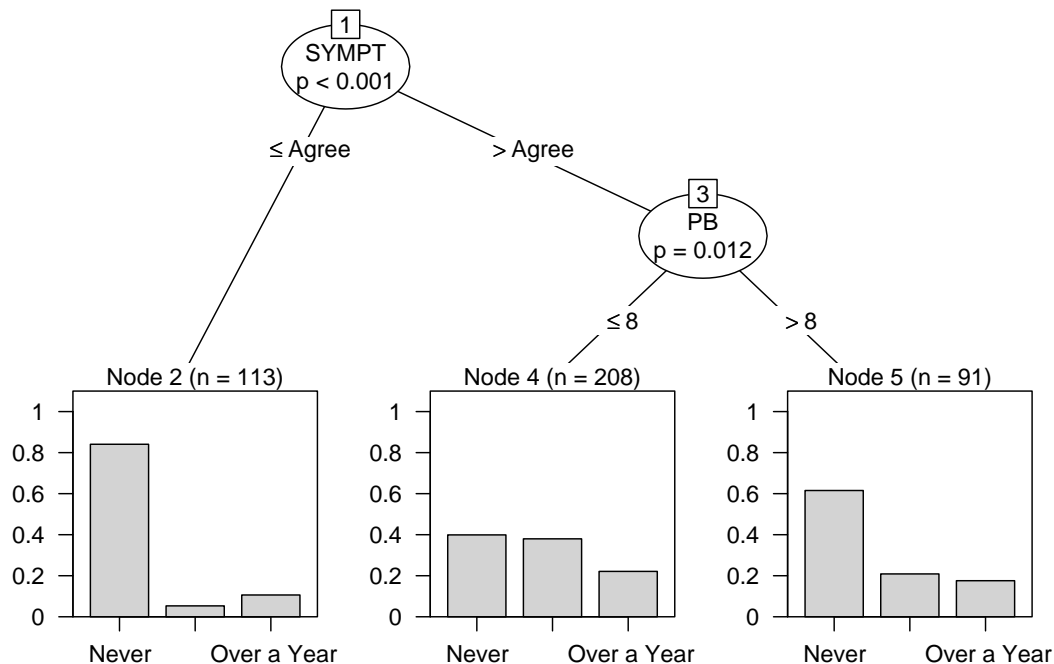 1
SYMPT
p < 0.001
≤ Agree
> Agree
3
PB
p = 0.012
≤ 8
> 8
Node 2 (n = 113)
1
0.8
0.6
0.4
0.2
0
Never
Over a Year
Node 4 (n = 208)
1
0.8
0.6
0.4
0.2
0
Never
Over a Year
Node 5 (n = 91)
1
0.8
0.6
0.4
0.2
0
Never
Over a Year